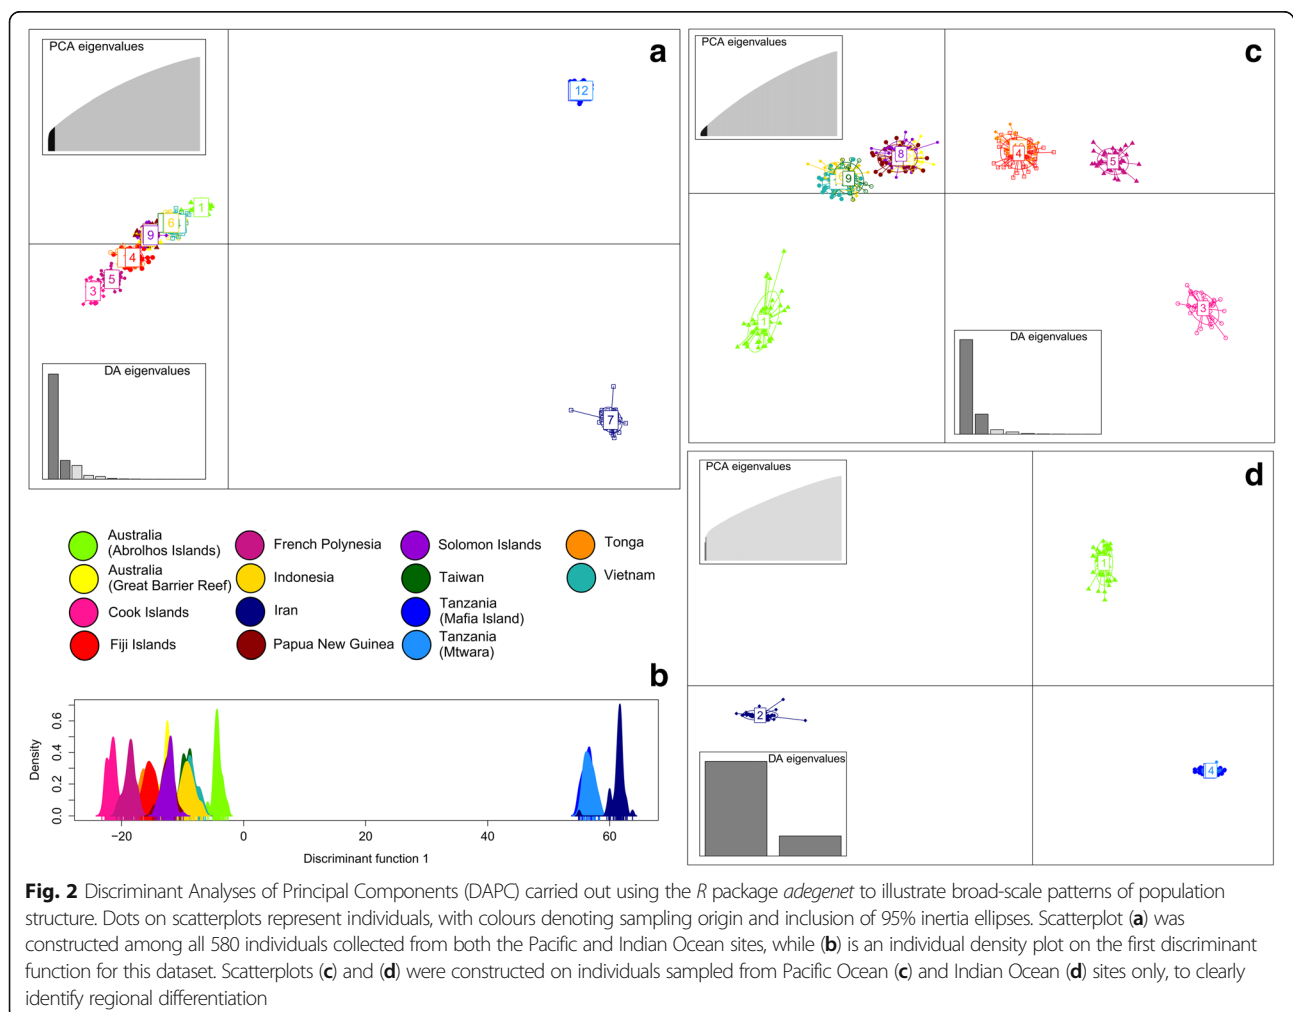 PCA eigenvalues
a
12
1
6
9
4
5
3
7
DA eigenvalues
PCA eigenvalues
c
8
9
4
5
1
3
DA eigenvalues
PCA eigenvalues
d
1
2
4
DA eigenvalues
Australia
(Abrolhos Islands)
Australia
(Great Barrier Reef)
Cook Islands
Fiji Islands
French Polynesia
Indonesia
Iran
Papua New Guinea
Solomon Islands
Taiwan
Tanzania
(Mafia Island)
Tanzania
(Mtwara)
Tonga
Vietnam
b
Density
0.0 0.2 0.4 0.6
−20 0 20 40 60
Discriminant function 1
Fig. 2 Discriminant Analyses of Principal Components (DAPC) carried out using the R package adegenet to illustrate broad-scale patterns of population
structure. Dots on scatterplots represent individuals, with colours denoting sampling origin and inclusion of 95% inertia ellipses. Scatterplot (a) was
constructed among all 580 individuals collected from both the Pacific and Indian Ocean sites, while (b) is an individual density plot on the first discriminant
function for this dataset. Scatterplots (c) and (d) were constructed on individuals sampled from Pacific Ocean (c) and Indian Ocean (d) sites only, to clearly
identify regional differentiation